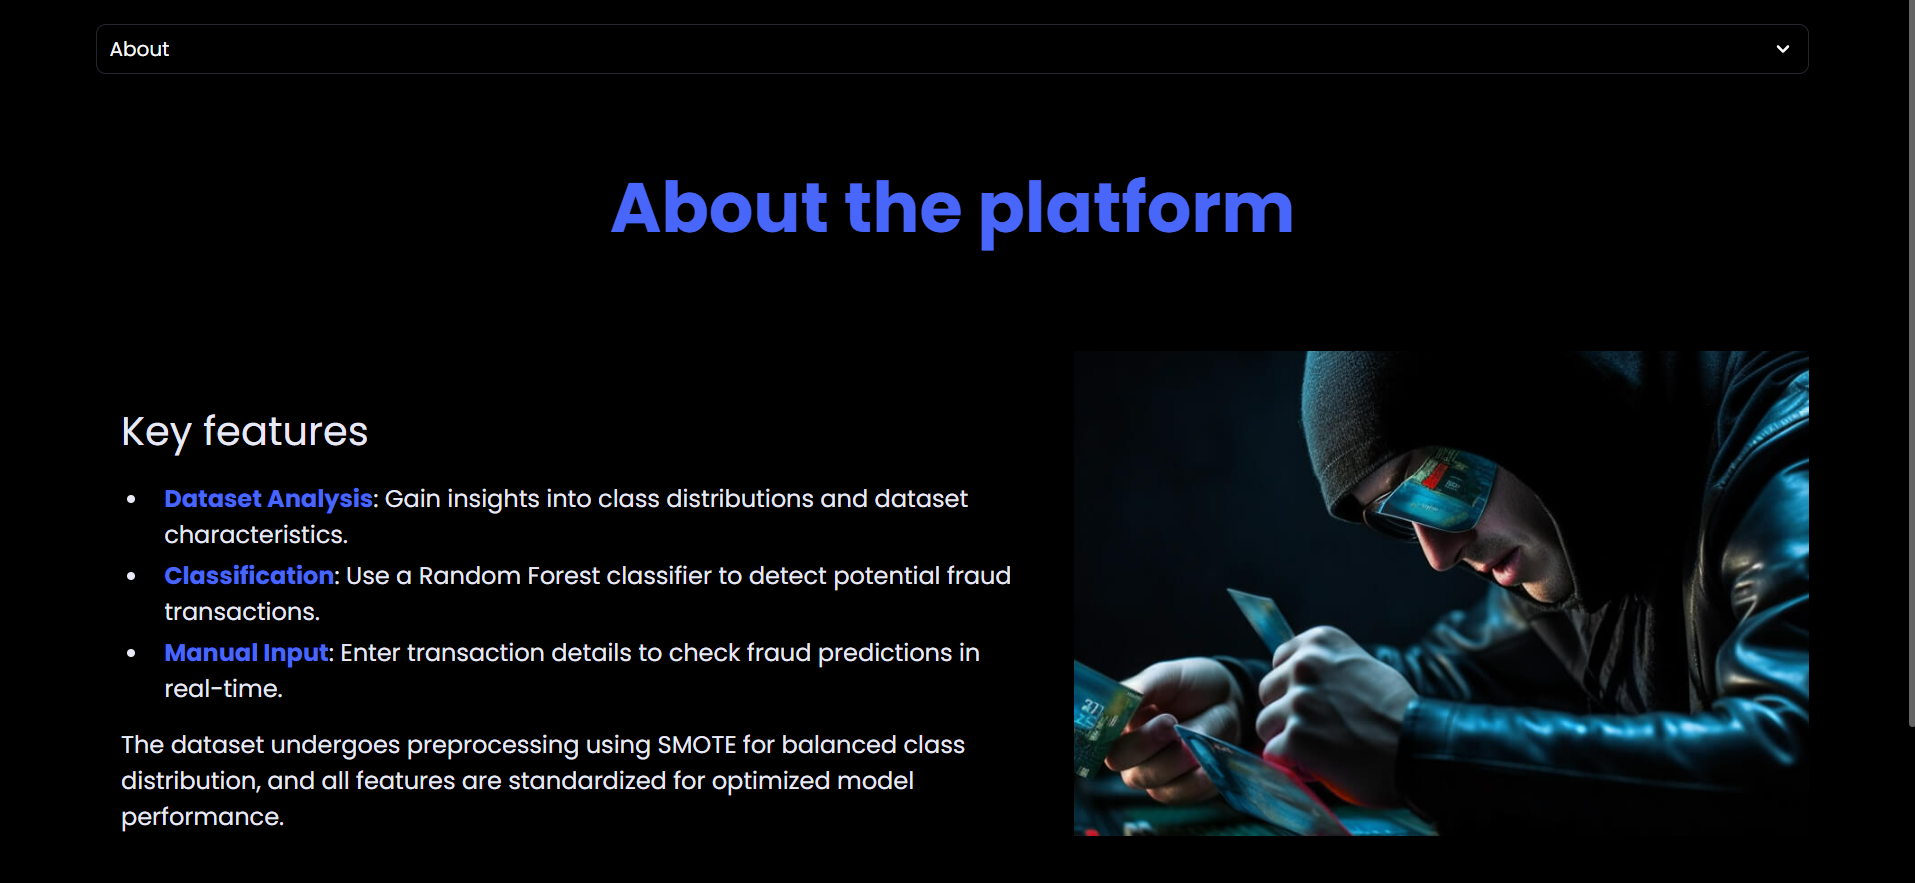 About
About the platform
Key features
Dataset Analysis: Gain insights into class distributions and dataset
characteristics.
Classification: Use a Random Forest classifier to detect potential fraud
transactions.
Manual Input: Enter transaction details to check fraud predictions in
real-time.
The dataset undergoes preprocessing using SMOTE for balanced class
distribution, and all features are standardized for optimized model
performance.